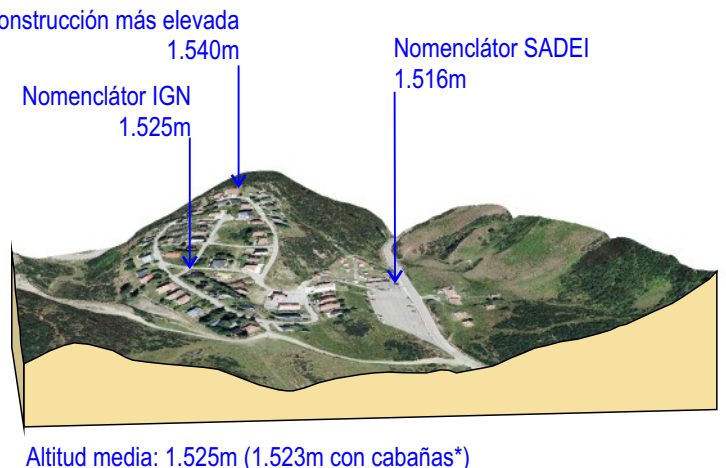 onstrucción más elevada
1.540m
Nomenclátor SADEI
1.516m
Nomenclátor IGN
1.525m
Altitud media: 1.525m (1.523m con cabañas*)